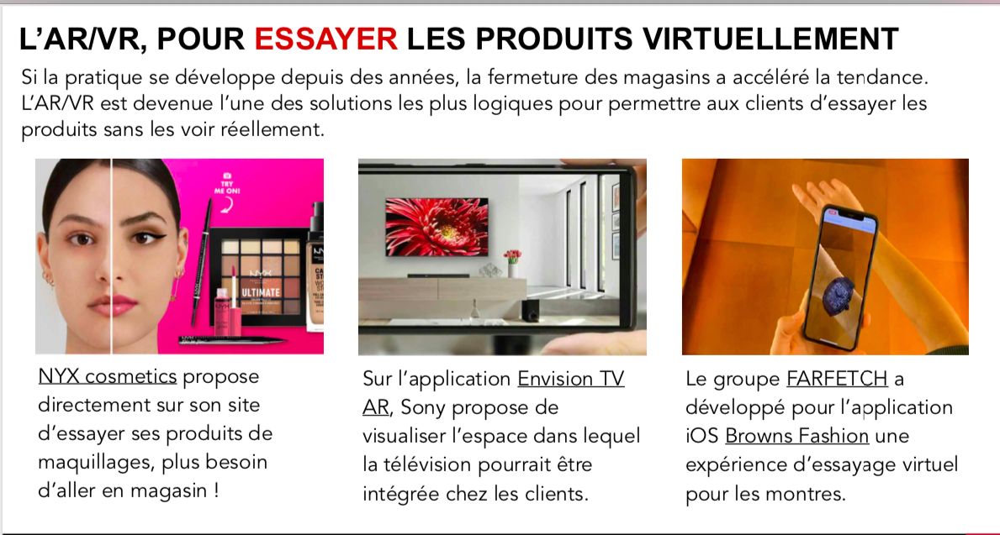 L'AR/VR, POUR ESSAYER LES PRODUITS VIRTUELLEMENT
Si la pratique se développe depuis des années, la fermeture des magasins a accéléré la tendance.
L'AR/VR est devenue l'une des solutions les plus logiques pour permettre aux clients d'essayer les
produits sans les voir réellement.
TRY
ME ON!
NYX
ULTIMATE
NYX cosmetics propose
directement sur son site
d'essayer ses produits de
maquillages, plus besoin
d'aller en magasin !
Sur l'application Envision TV
AR, Sony propose de
visualiser l'espace dans lequel
la télévision pourrait être
intégrée chez les clients.
Le groupe FARFETCH a
développé pour l'application
iOS Browns Fashion une
expérience d'essayage virtuel
pour les montres.